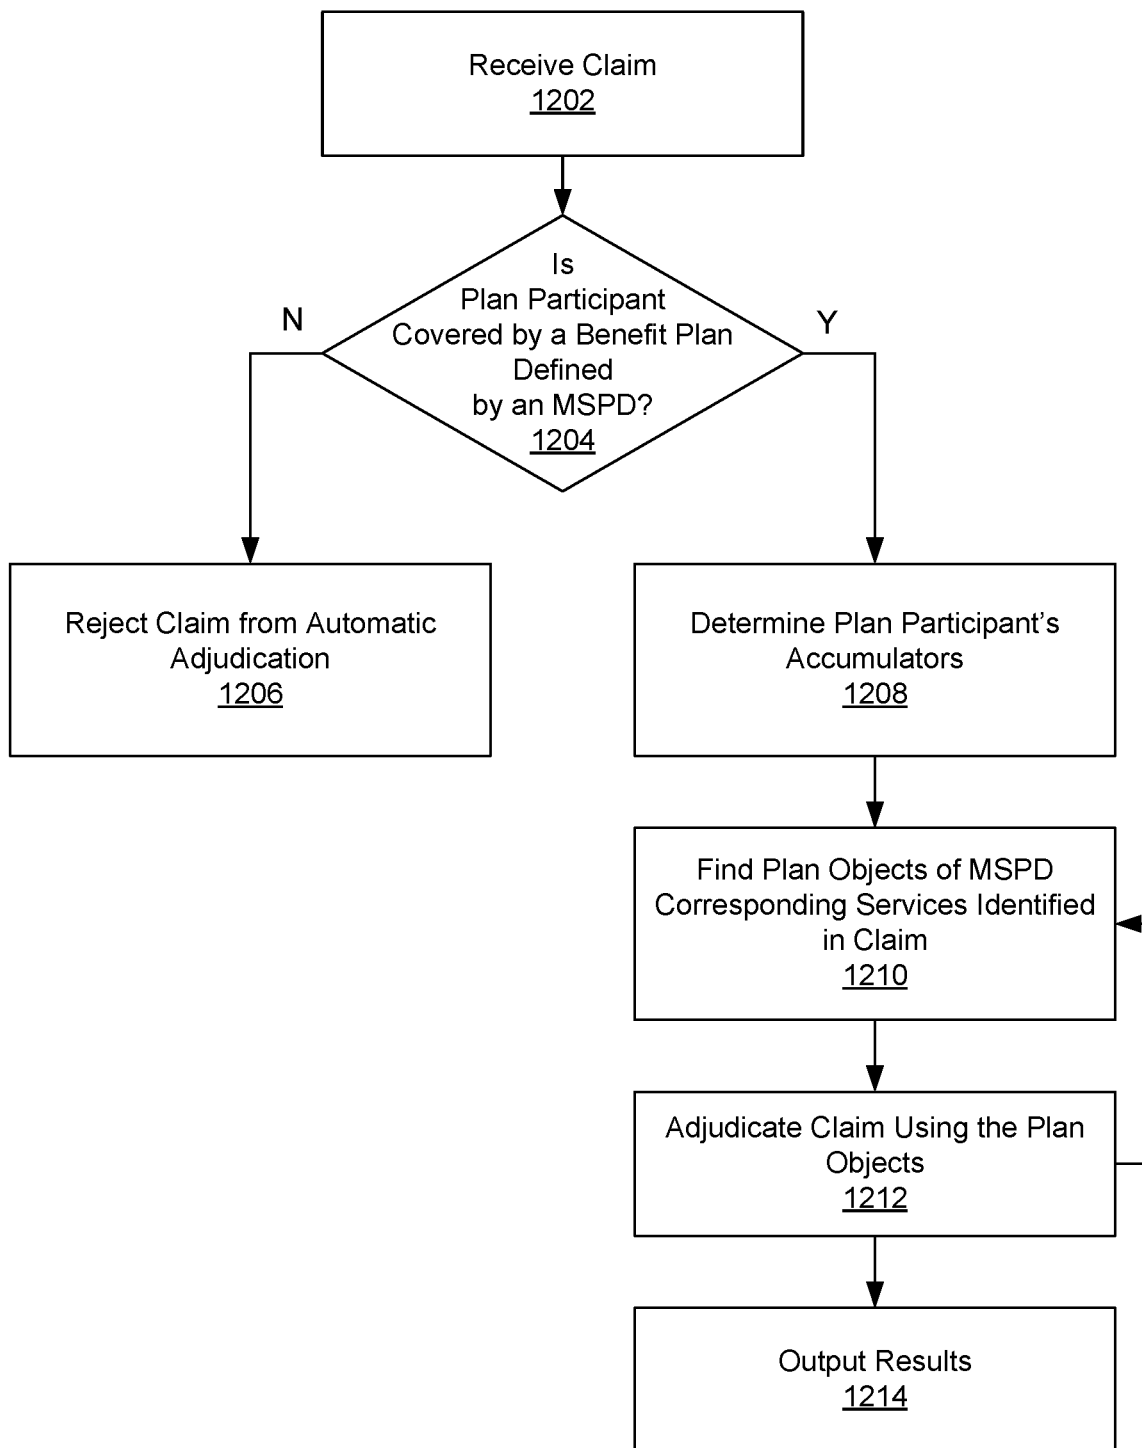 Receive Claim
1202
Is
Plan Participant
Covered by a Benefit Plan
Defined
by an MSPD?
1204
N
Y
Reject Claim from Automatic
Adjudication
1206
Determine Plan Participant's
Accumulators
1208
Find Plan Objects of MSPD
Corresponding Services Identified
in Claim
1210
Adjudicate Claim Using the Plan
Objects
1212
Output Results
1214